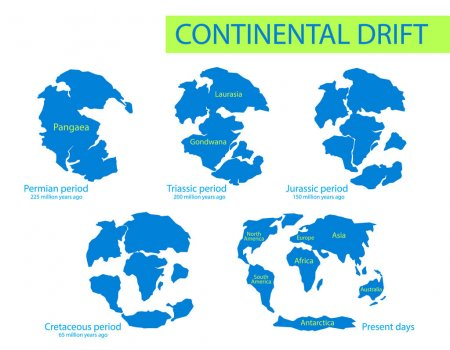 CONTINENTAL DRIFT
Pangaea
Permian period
225 million years ago
Laurasia
Gondwana
Triassic period
200 million years ago
Jurassic period
150 million years ago
Cretaceous period
65 million years ago
North
America
Europe
Asia
Africa
South
America
Australia
Antarctica
Present days